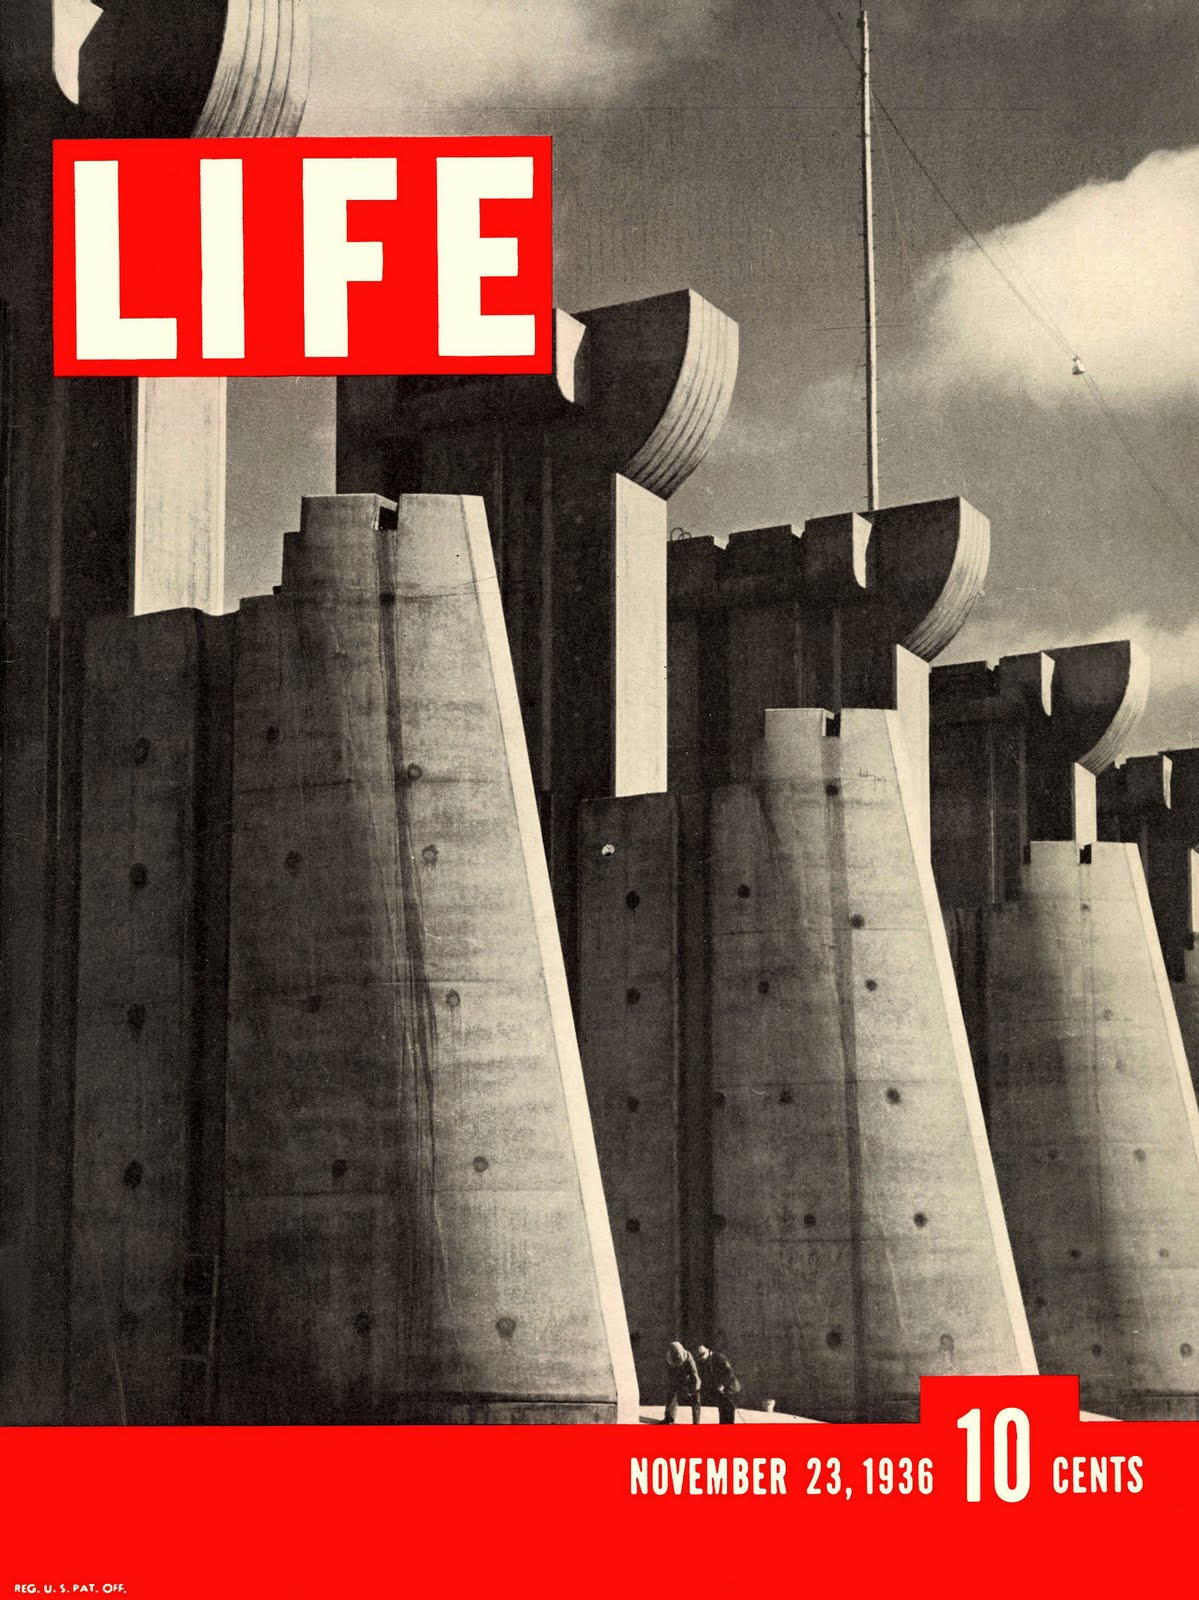 LIFE
NOVEMBER 23, 1936 10 CENTS
REG. U. S. PAT. OFF.